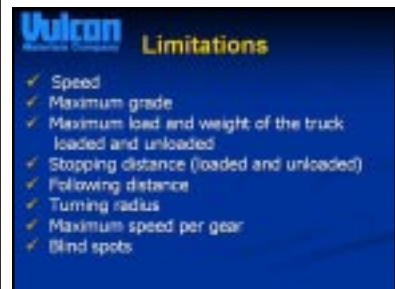 Vulcan
Materials Company
Limitations
✓ Speed
✓ Maximum grade
✓ Maximum load and weight of the truck
loaded and unloaded
✓ Stopping distance (loaded and unloaded)
✓ Following distance
✓ Turning radius
✓ Maximum speed per gear
✓ Blind spots